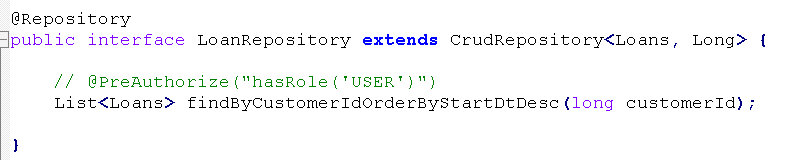 @Repository
public interface LoanRepository extends CrudRepository<Loans, Long> {
// @PreAuthorize("hasRole('USER')")
List<Loans> findByCustomerIdOrderByStartDtDesc(long customerId);
}